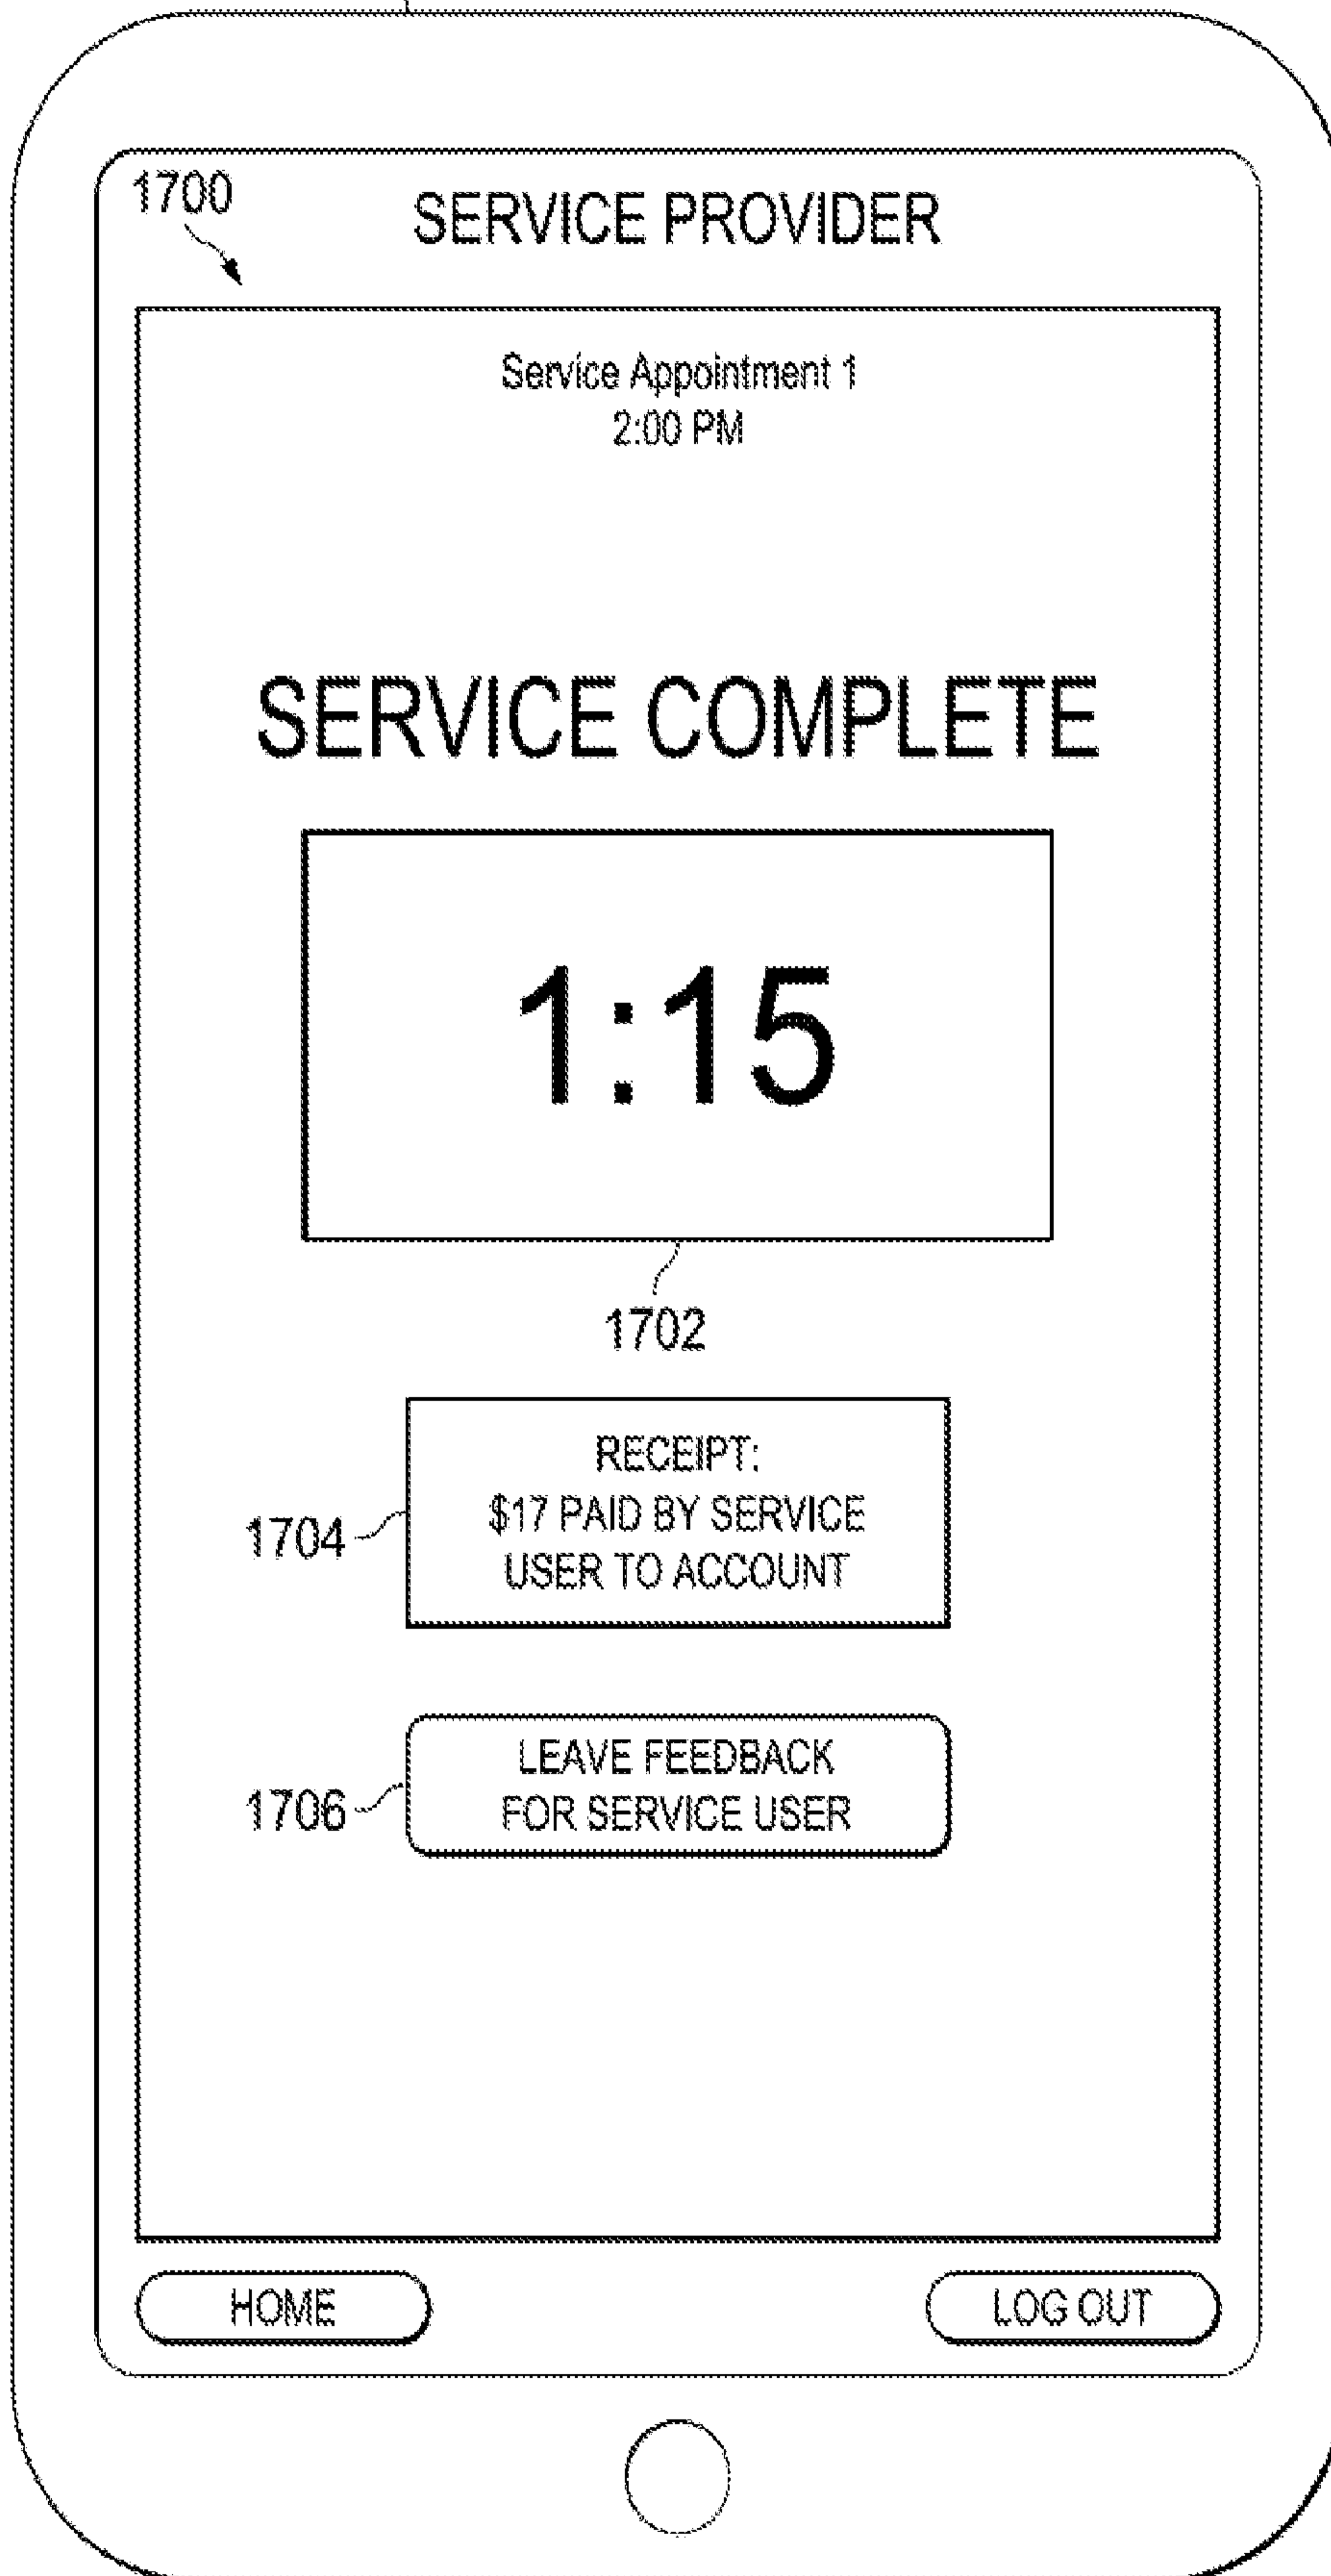 1700
SERVICE PROVIDER
Service Appointment 1
2:00 PM
SERVICE COMPLETE
1:15
1702
RECEIPT:
$17 PAID BY SERVICE
USER TO ACCOUNT
1704
LEAVE FEEDBACK
FOR SERVICE USER
1706
HOME
LOG OUT